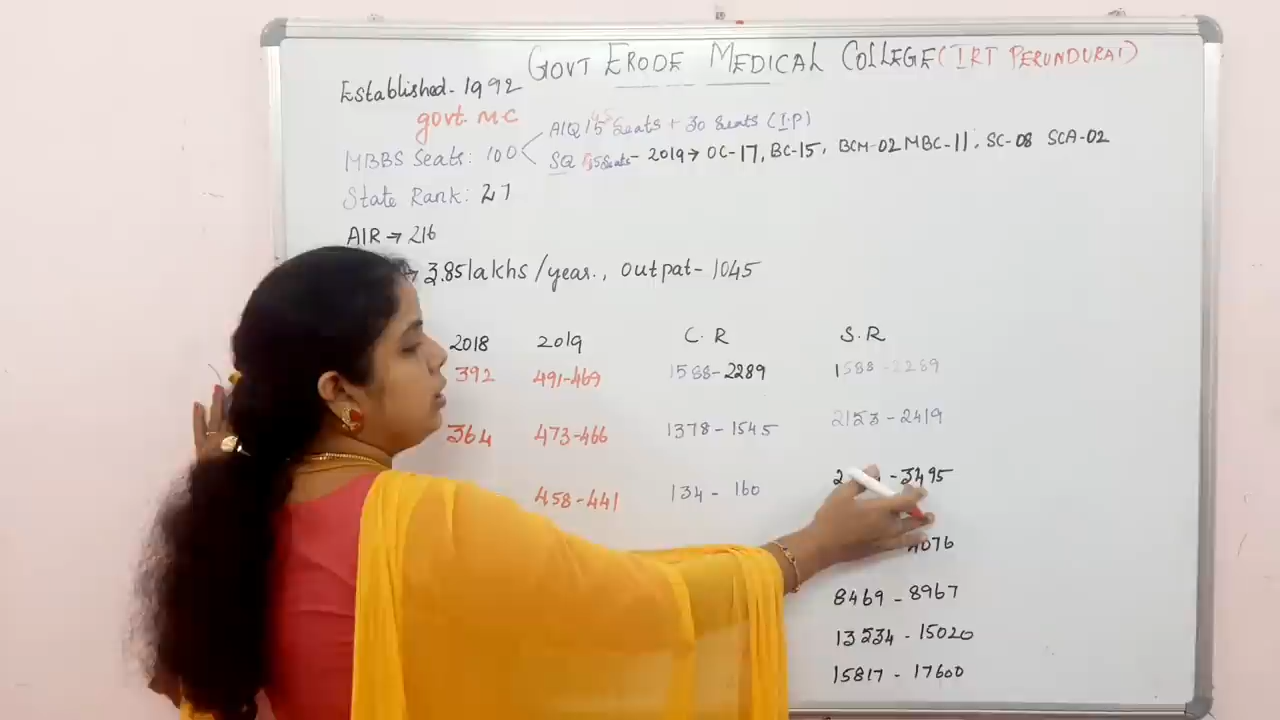 GOVT ERODE MEDICAL COLLEGE (IRT PERUNDURAI)
Established - 1992
govt. MC
MBBS Seats: 100
AIQ 15 Seats + 30 Seats (I.P)
SQ Seats - 2019 → OC-17, BC-15, BCM-02 MBC-11; SC-08 SCA-02
State Rank: 27
AIR → 216
→ 3.85 lakhs/year., Outpat - 1045
2018 2019 C.R S.R
392 491-469 1588-2289 1588-2289
364 473-466 1378-1545 2153-2419
458-441 134-160 -3495
4076
8469-8967
13534-15020
15817-17600